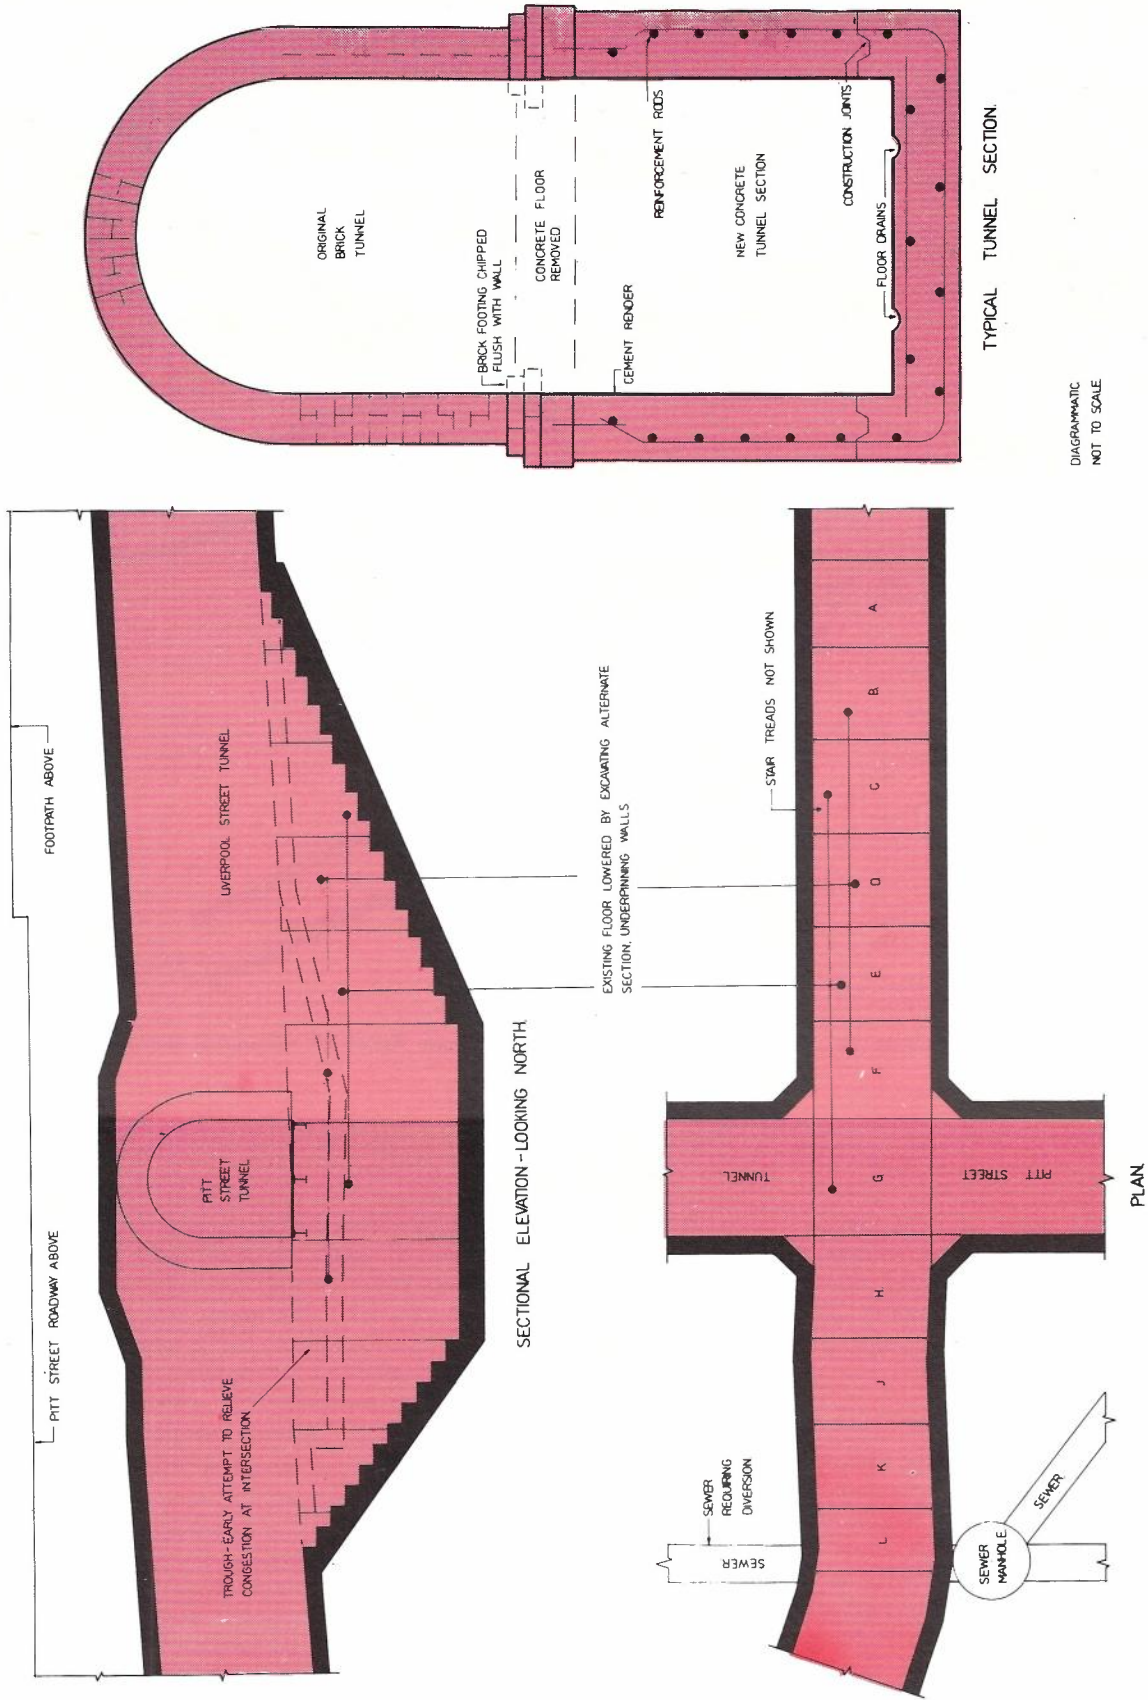 PITT STREET ROADWAY ABOVE
FOOTPATH ABOVE
TROUGH-EARLY ATTEMPT TO RELIEVE
CONGESTION AT INTERSECTION
PITT
STREET
TUNNEL
LIVERPOOL STREET TUNNEL
SECTIONAL ELEVATION-LOOKING NORTH.
EXISTING FLOOR LOWERED BY EXCAVATING ALTERNATE
SECTION, UNDERPINNING WALLS
SEWER
REQUIRING
DIVERSION
SEWER
SEWER
MANHOLE
SEWER
STAIR TREADS NOT SHOWN
TUNNEL
PITT STREET
L
K
J
H
G
F
E
D
C
B
A
PLAN.
ORIGINAL
BRICK
TUNNEL
BRICK FOOTING CHIPPED
FLUSH WITH WALL
CONCRETE FLOOR
REMOVED
CEMENT RENDER
REINFORCEMENT RODS
NEW CONCRETE
TUNNEL SECTION
CONSTRUCTION JOINTS
FLOOR DRAINS
TYPICAL TUNNEL SECTION.
DIAGRAMMATIC
NOT TO SCALE